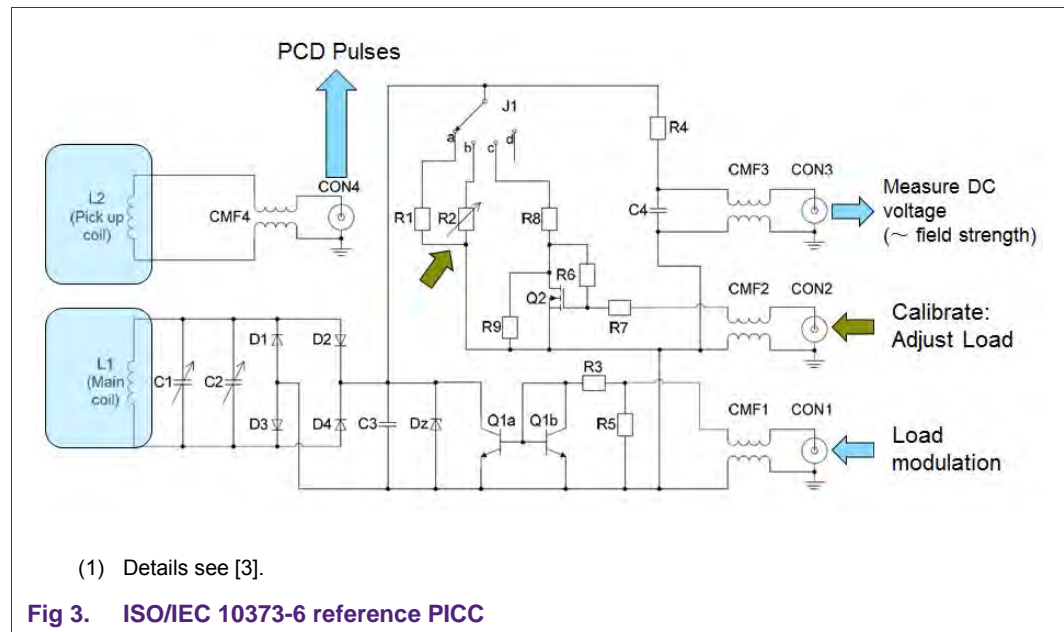 PCD Pulses
J1
a
b
c
d
R4
L2
(Pick up
coil)
CMF4
CON4
R1
R2
R8
C4
CMF3
CON3
Measure DC
voltage
(~ field strength)
R6
Q2
R9
R7
CMF2
CON2
Calibrate:
Adjust Load
L1
(Main
coil)
C1
C2
D1
D2
D3
D4
C3
Dz
Q1a
Q1b
R3
R5
CMF1
CON1
Load
modulation
(1) Details see [3].
Fig 3. ISO/IEC 10373-6 reference PICC